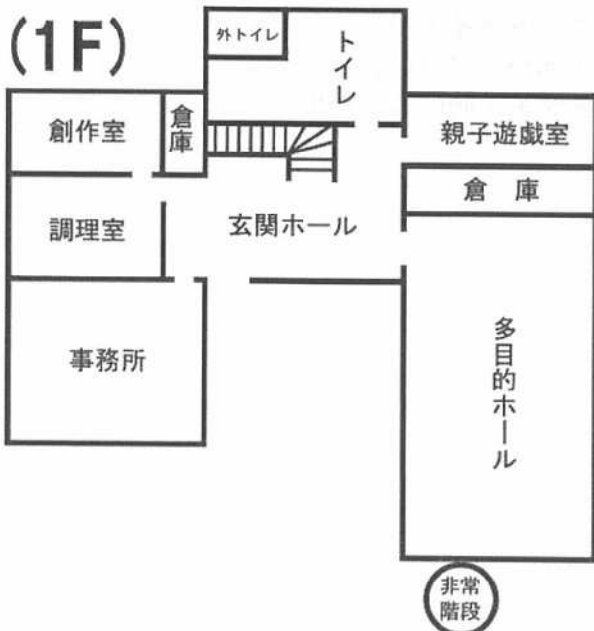 (1F)
外トイレ
トイレ
創作室
倉庫
親子遊戯室
倉庫
調理室
玄関ホール
事務所
多目的ホール
非常
階段